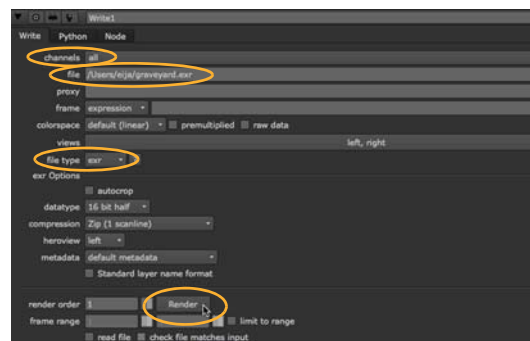 Write1
Write Python Node
channels all
file /Users/eija/graveyard.exr
proxy
frame expression
colorspace default (linear) premultiplied raw data
views left, right
file type exr
exr Options
autocrop
datatype 16 bit half
compression Zip (1 scanline)
heroview left
metadata default metadata
Standard layer name format
render order 1 Render
frame range limit to range
read file check file matches input